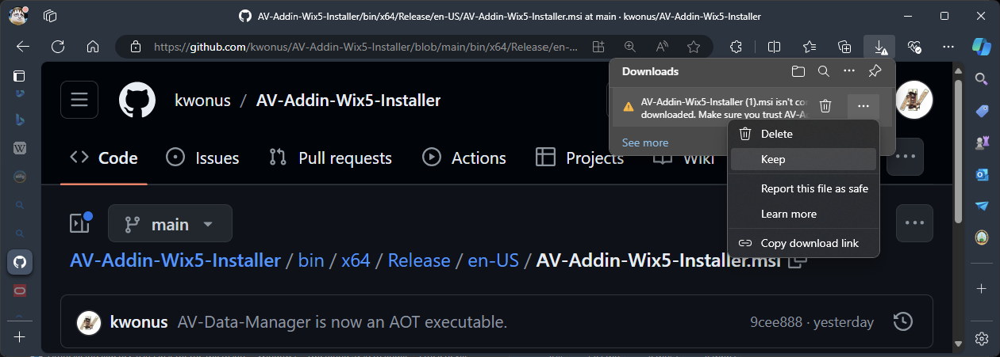 AV-Addin-Wix5-Installer/bin/x64/Release/en-US/AV-Addin-Wix5-Installer.msi at main · kwonus/AV-Addin-Wix5-Installer
https://github.com/kwonus/AV-Addin-Wix5-Installer/blob/main/bin/x64/Release/en-...
Downloads
AV-Addin-Wix5-Installer (1).msi isn't co
downloaded. Make sure you trust AV-A
See more
Delete
Keep
Report this file as safe
Learn more
Copy download link
kwonus / AV-Addin-Wix5-Installer
Code Issues Pull requests Actions Projects Wiki
main
AV-Addin-Wix5-Installer / bin / x64 / Release / en-US / AV-Addin-Wix5-Installer.msi
kwonus AV-Data-Manager is now an AOT executable. 9cee888 · yesterday